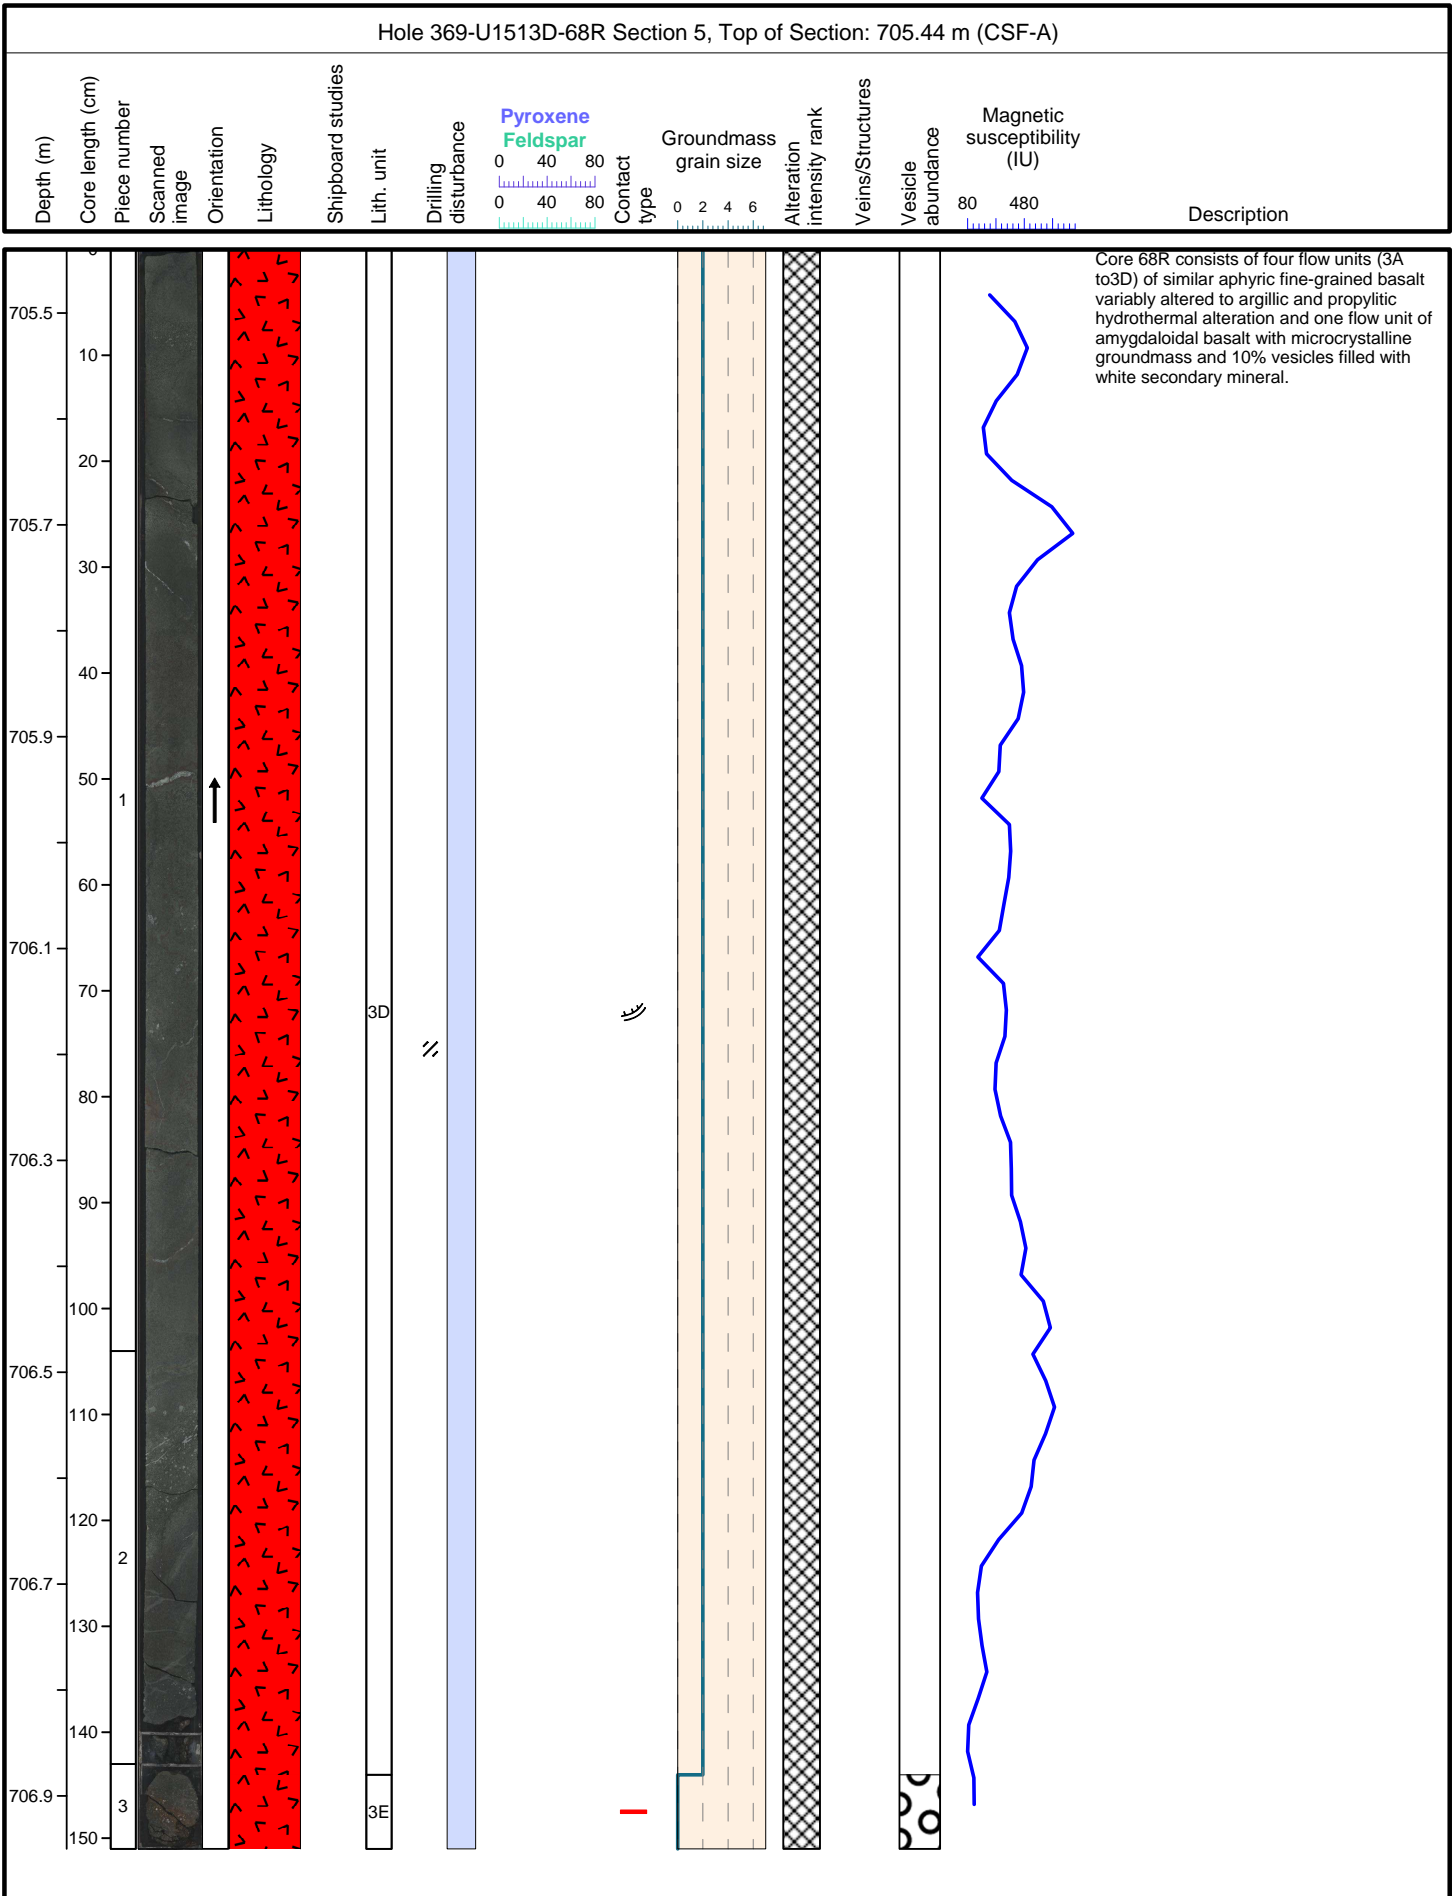 Hole 369-U1513D-68R Section 5, Top of Section: 705.44 m (CSF-A)
Depth (m)
Core length (cm)
Piece number
Scanned
image
Orientation
Lithology
Shipboard studies
Lith. unit
Drilling
disturbance
Pyroxene
Feldspar
0 40 80
0 40 80
Contact
type
Groundmass
grain size
0 2 4 6
Alteration
intensity rank
Veins/Structures
Vesicle
abundance
Magnetic
susceptibility
(IU)
80 480
Description
Core 68R consists of four flow units (3A
to3D) of similar aphyric fine-grained basalt
variably altered to argillic and propylitic
hydrothermal alteration and one flow unit of
amygdaloidal basalt with microcrystalline
groundmass and 10% vesicles filled with
white secondary mineral.
0
705.5
10
20
705.7
30
40
705.9
50
1
60
706.1
70
3D
80
706.3
90
100
706.5
110
120
2
706.7
130
140
706.9
3
3E
150